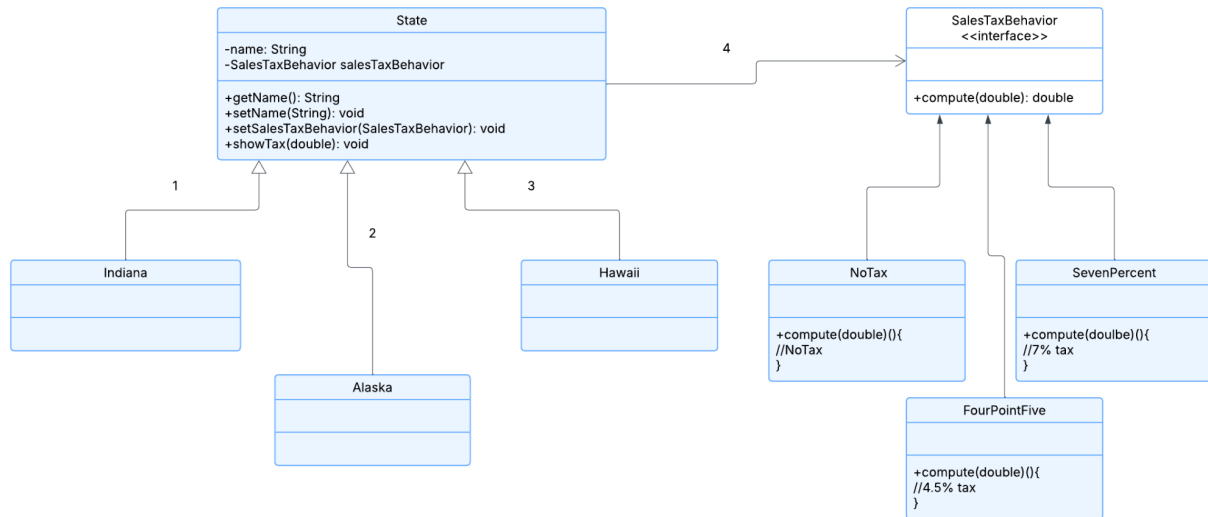 State
-name: String
-SalesTaxBehavior salesTaxBehavior
+getName(): String
+setName(String): void
+setSalesTaxBehavior(SalesTaxBehavior): void
+showTax(double): void
4
SalesTaxBehavior
<<interface>>
+compute(double): double
1
2
3
Indiana
Alaska
Hawaii
NoTax
+compute(double)(){
//NoTax
}
SevenPercent
+compute(doulbe)(){
//7% tax
}
FourPointFive
+compute(double)(){
//4.5% tax
}